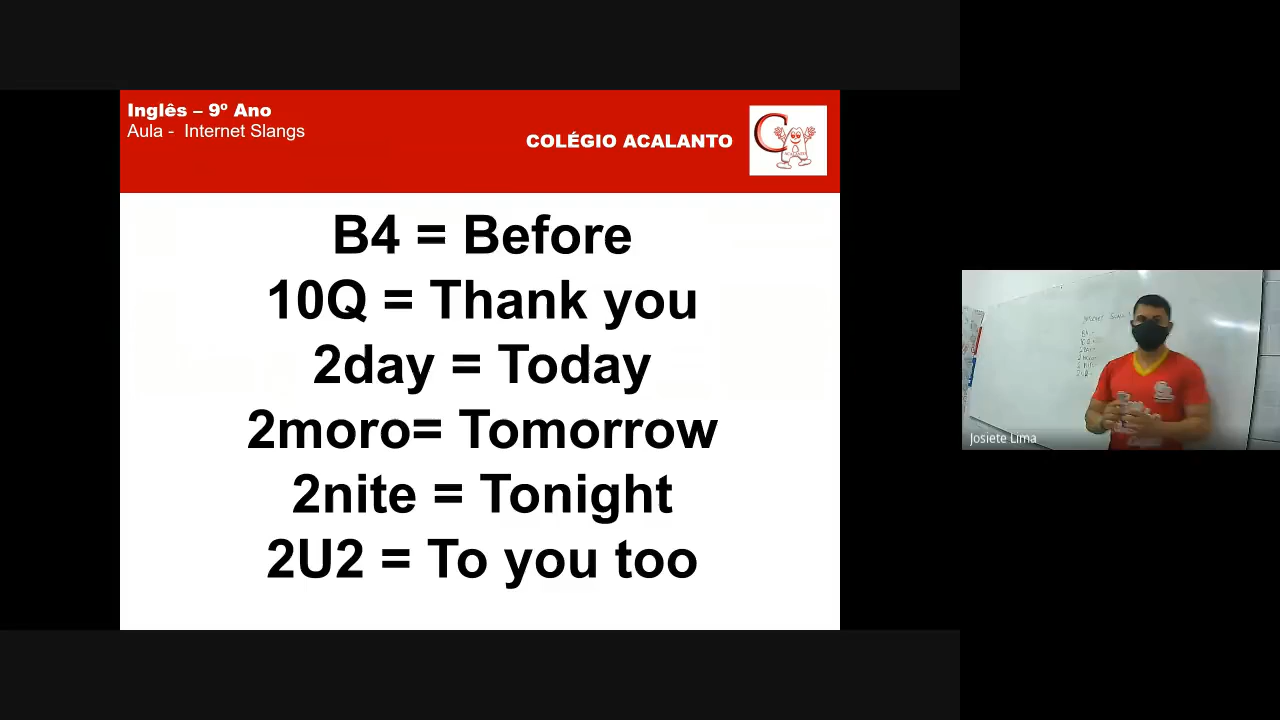 Inglês – 9º Ano
Aula -  Internet Slangs
COLÉGIO ACALANTO
B4 = Before
10Q = Thank you
2day = Today
2moro= Tomorrow
2nite = Tonight
2U2 = To you too
Josiete Lima